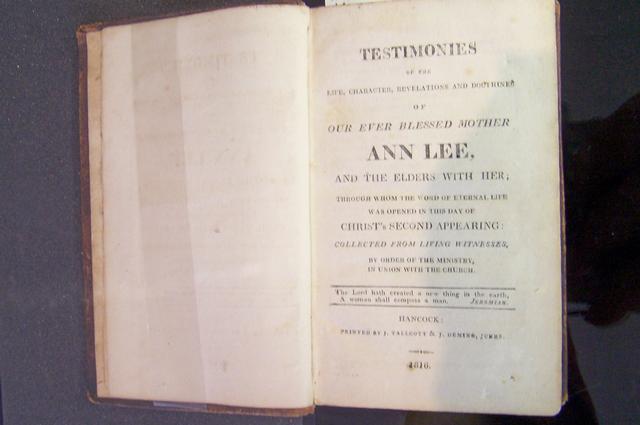 TESTIMONIES
OF THE
LIFE, CHARACTER, REVELATIONS AND DOCTRINES
OF
OUR EVER BLESSED MOTHER
ANN LEE,
AND THE ELDERS WITH HER;
THROUGH WHOM THE WORD OF ETERNAL LIFE
WAS OPENED IN THIS DAY OF
CHRIST's SECOND APPEARING:
COLLECTED FROM LIVING WITNESSES,
BY ORDER OF THE MINISTRY,
IN UNION WITH THE CHURCH.
The Lord hath created a new thing in the earth,
A woman shall compass a man. JEREMIAH.
HANCOCK:
PRINTED BY J. TALLCOTT & J. DEMING, JUNRS.
1816.